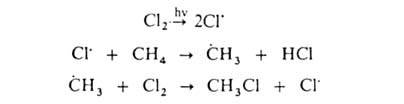 Cl₂ hν→ 2Cl·
Cl· + CH₄ → ĊH₃ + HCl
ĊH₃ + Cl₂ → CH₃Cl + Cl·